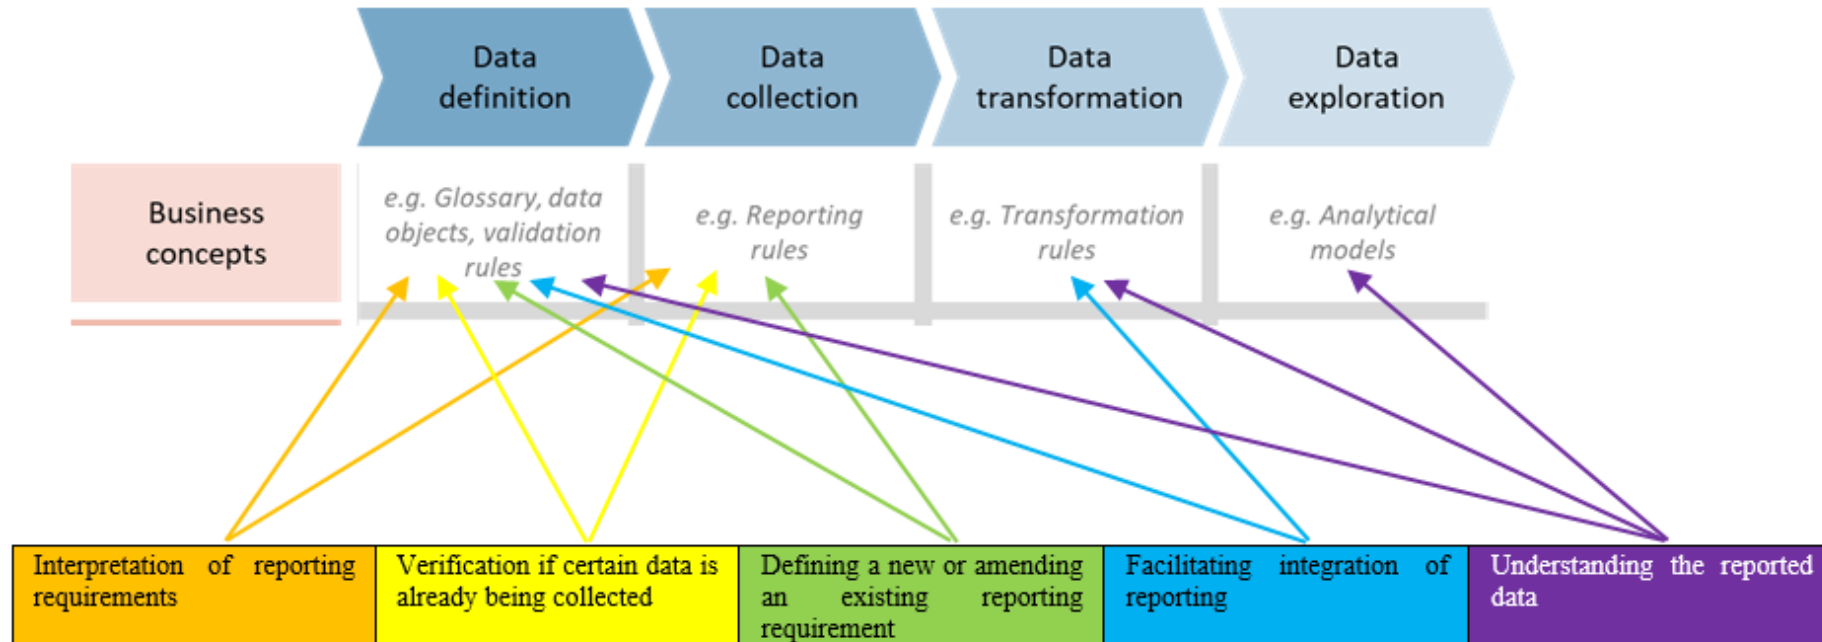 Data
definition
Data
collection
Data
transformation
Data
exploration
Business
concepts
e.g. Glossary, data
objects, validation
rules
e.g. Reporting
rules
e.g. Transformation
rules
e.g. Analytical
models
Interpretation of reporting
requirements
Verification if certain data is
already being collected
Defining a new or amending
an existing reporting
requirement
Facilitating integration of
reporting
Understanding the reported
data